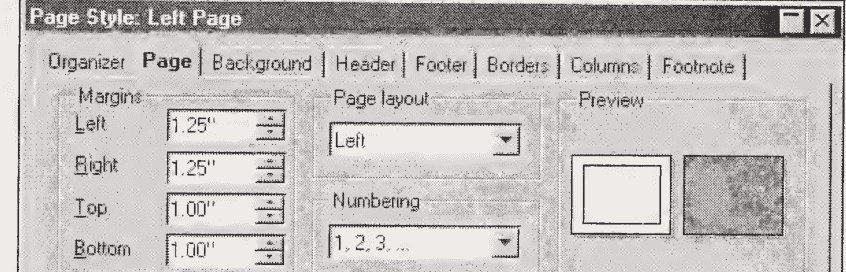 Page Style: Left Page
Organizer Page Background Header Footer Borders Columns Footnote
Margins Page layout Preview
Left 1.25" Left
Right 1.25"
Top 1.00" Numbering
Bottom 1.00" 1, 2, 3, ...